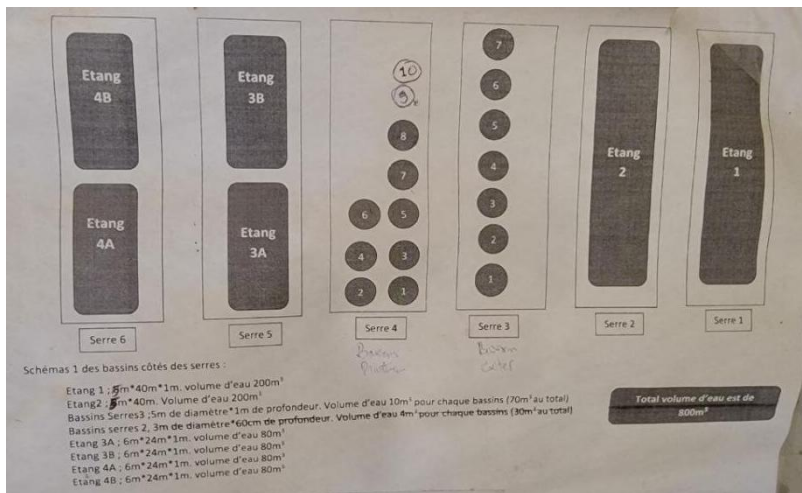 Etang 4B
Etang 3B
10
9
8
7
6
5
4
3
2
1
7
6
5
4
3
2
1
Etang 2
Etang 1
Etang 4A
Etang 3A
Serre 6
Serre 5
Serre 4
Serre 3
Serre 2
Serre 1
Schémas 1 des bassins côtés des serres :
Etang 1 ; 5m*40m*1m. volume d'eau 200m³
Etang2 ; 5m*40m. Volume d'eau 200m³
Bassins Serres3 ;5m de diamètre*1m de profondeur. Volume d'eau 10m³ pour chaque bassins (70m³au total)
Bassins serres 2, 3m de diamètre*60cm de profondeur. Volume d'eau 4m³pour chaque bassins (30m³au total)
Etang 3A ; 6m*24m*1m. volume d'eau 80m³
Etang 3B ; 6m*24m*1m. volume d'eau 80m³
Etang 4A ; 6m*24m*1m. volume d'eau 80m³
Etang 4B ; 6m*24m*1m. volume d'eau 80m³
Total volume d'eau est de
800m³